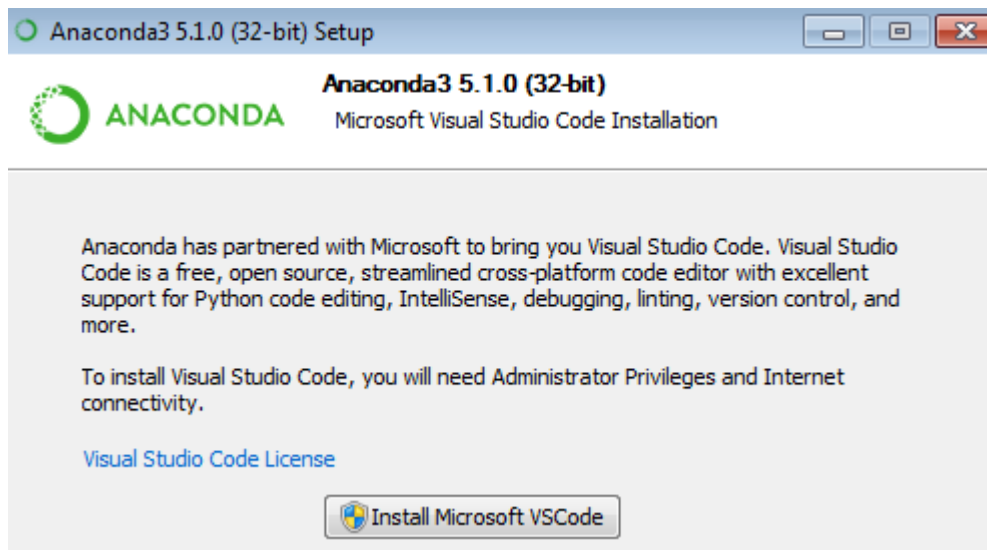 Anaconda3 5.1.0 (32-bit) Setup
ANACONDA
Anaconda3 5.1.0 (32-bit)
Microsoft Visual Studio Code Installation
Anaconda has partnered with Microsoft to bring you Visual Studio Code. Visual Studio
Code is a free, open source, streamlined cross-platform code editor with excellent
support for Python code editing, IntelliSense, debugging, linting, version control, and
more.
To install Visual Studio Code, you will need Administrator Privileges and Internet
connectivity.
Visual Studio Code License
Install Microsoft VSCode